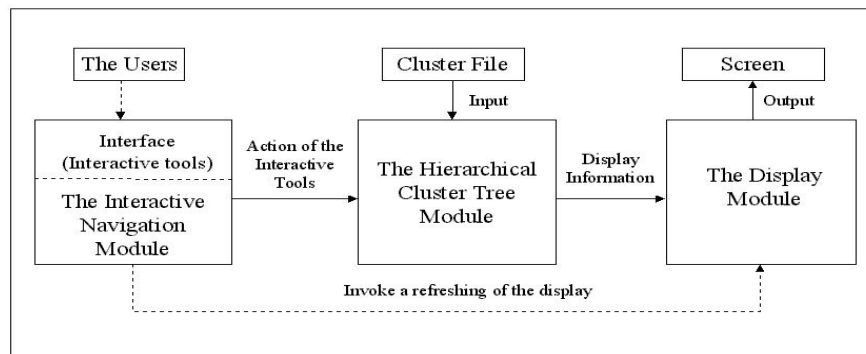 The Users
Cluster File
Screen
Input
Output
Interface
(Interactive tools)
The Interactive
Navigation
Module
Action of the
Interactive
Tools
The Hierarchical
Cluster Tree
Module
Display
Information
The Display
Module
Invoke a refreshing of the display